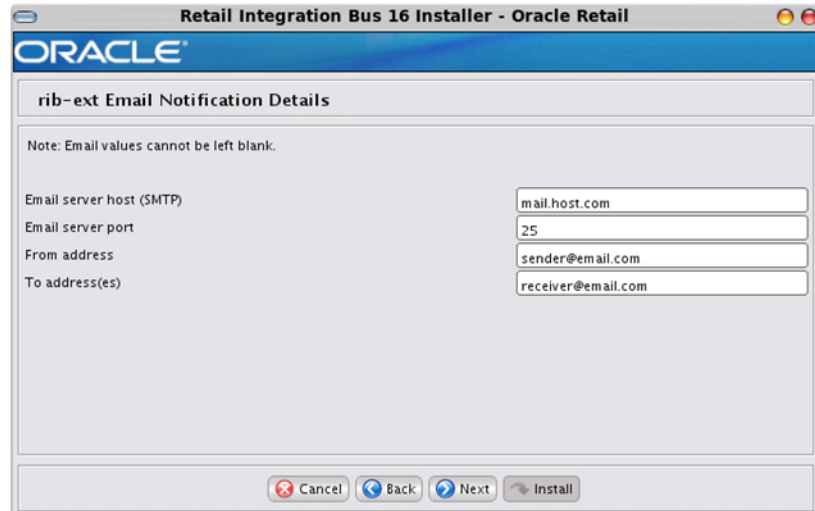 Retail Integration Bus 16 Installer - Oracle Retail
ORACLE®
rib-ext Email Notification Details
Note: Email values cannot be left blank.
Email server host (SMTP) mail.host.com
Email server port 25
From address sender@email.com
To address(es) receiver@email.com
Cancel Back Next Install